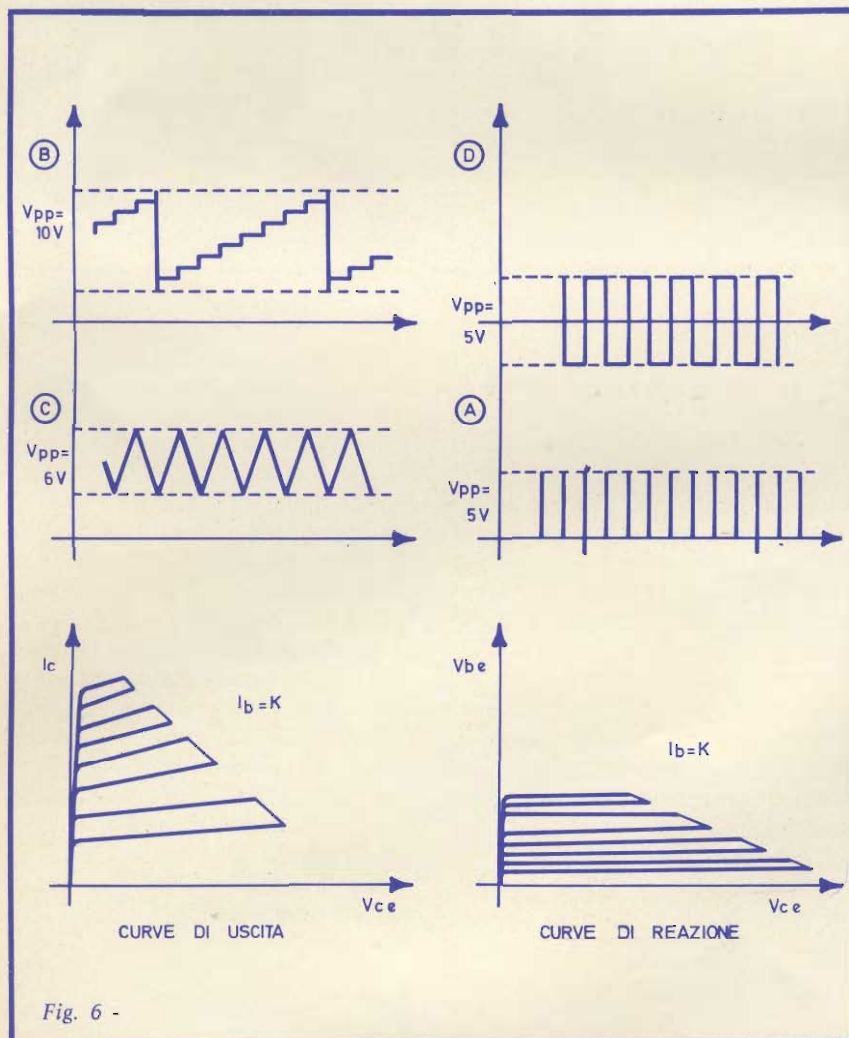 B
Vpp=
10V
D
Vpp=
5V
C
Vpp=
6V
A
Vpp=
5V
Ic
Ib=K
Vce
CURVE DI USCITA
Vbe
Ib=K
Vce
CURVE DI REAZIONE
Fig. 6 -